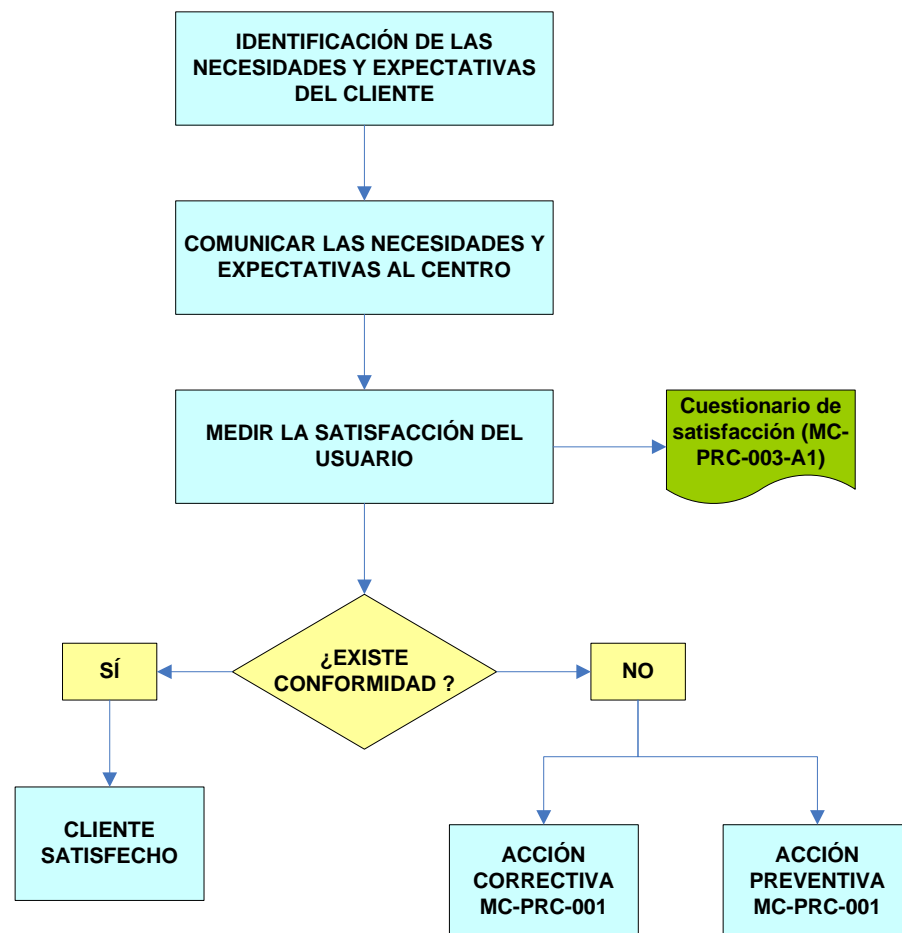 IDENTIFICACIÓN DE LAS
NECESIDADES Y EXPECTATIVAS
DEL CLIENTE
COMUNICAR LAS NECESIDADES Y
EXPECTATIVAS AL CENTRO
MEDIR LA SATISFACCIÓN DEL
USUARIO
Cuestionario de
satisfacción (MC-
PRC-003-A1)
¿EXISTE
CONFORMIDAD ?
SÍ
NO
CLIENTE
SATISFECHO
ACCIÓN
CORRECTIVA
MC-PRC-001
ACCIÓN
PREVENTIVA
MC-PRC-001